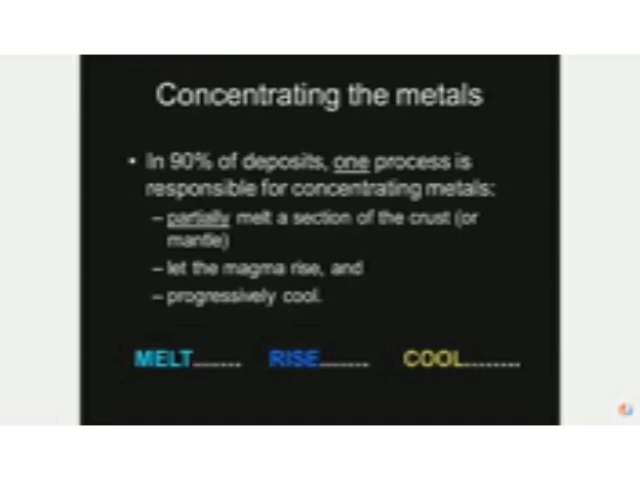 Concentrating the metals
• In 90% of deposits, one process is
responsible for concentrating metals:
– partially melt a section of the crust (or
mantle)
– let the magma rise, and
– progressively cool.
MELT....... RISE....... COOL........